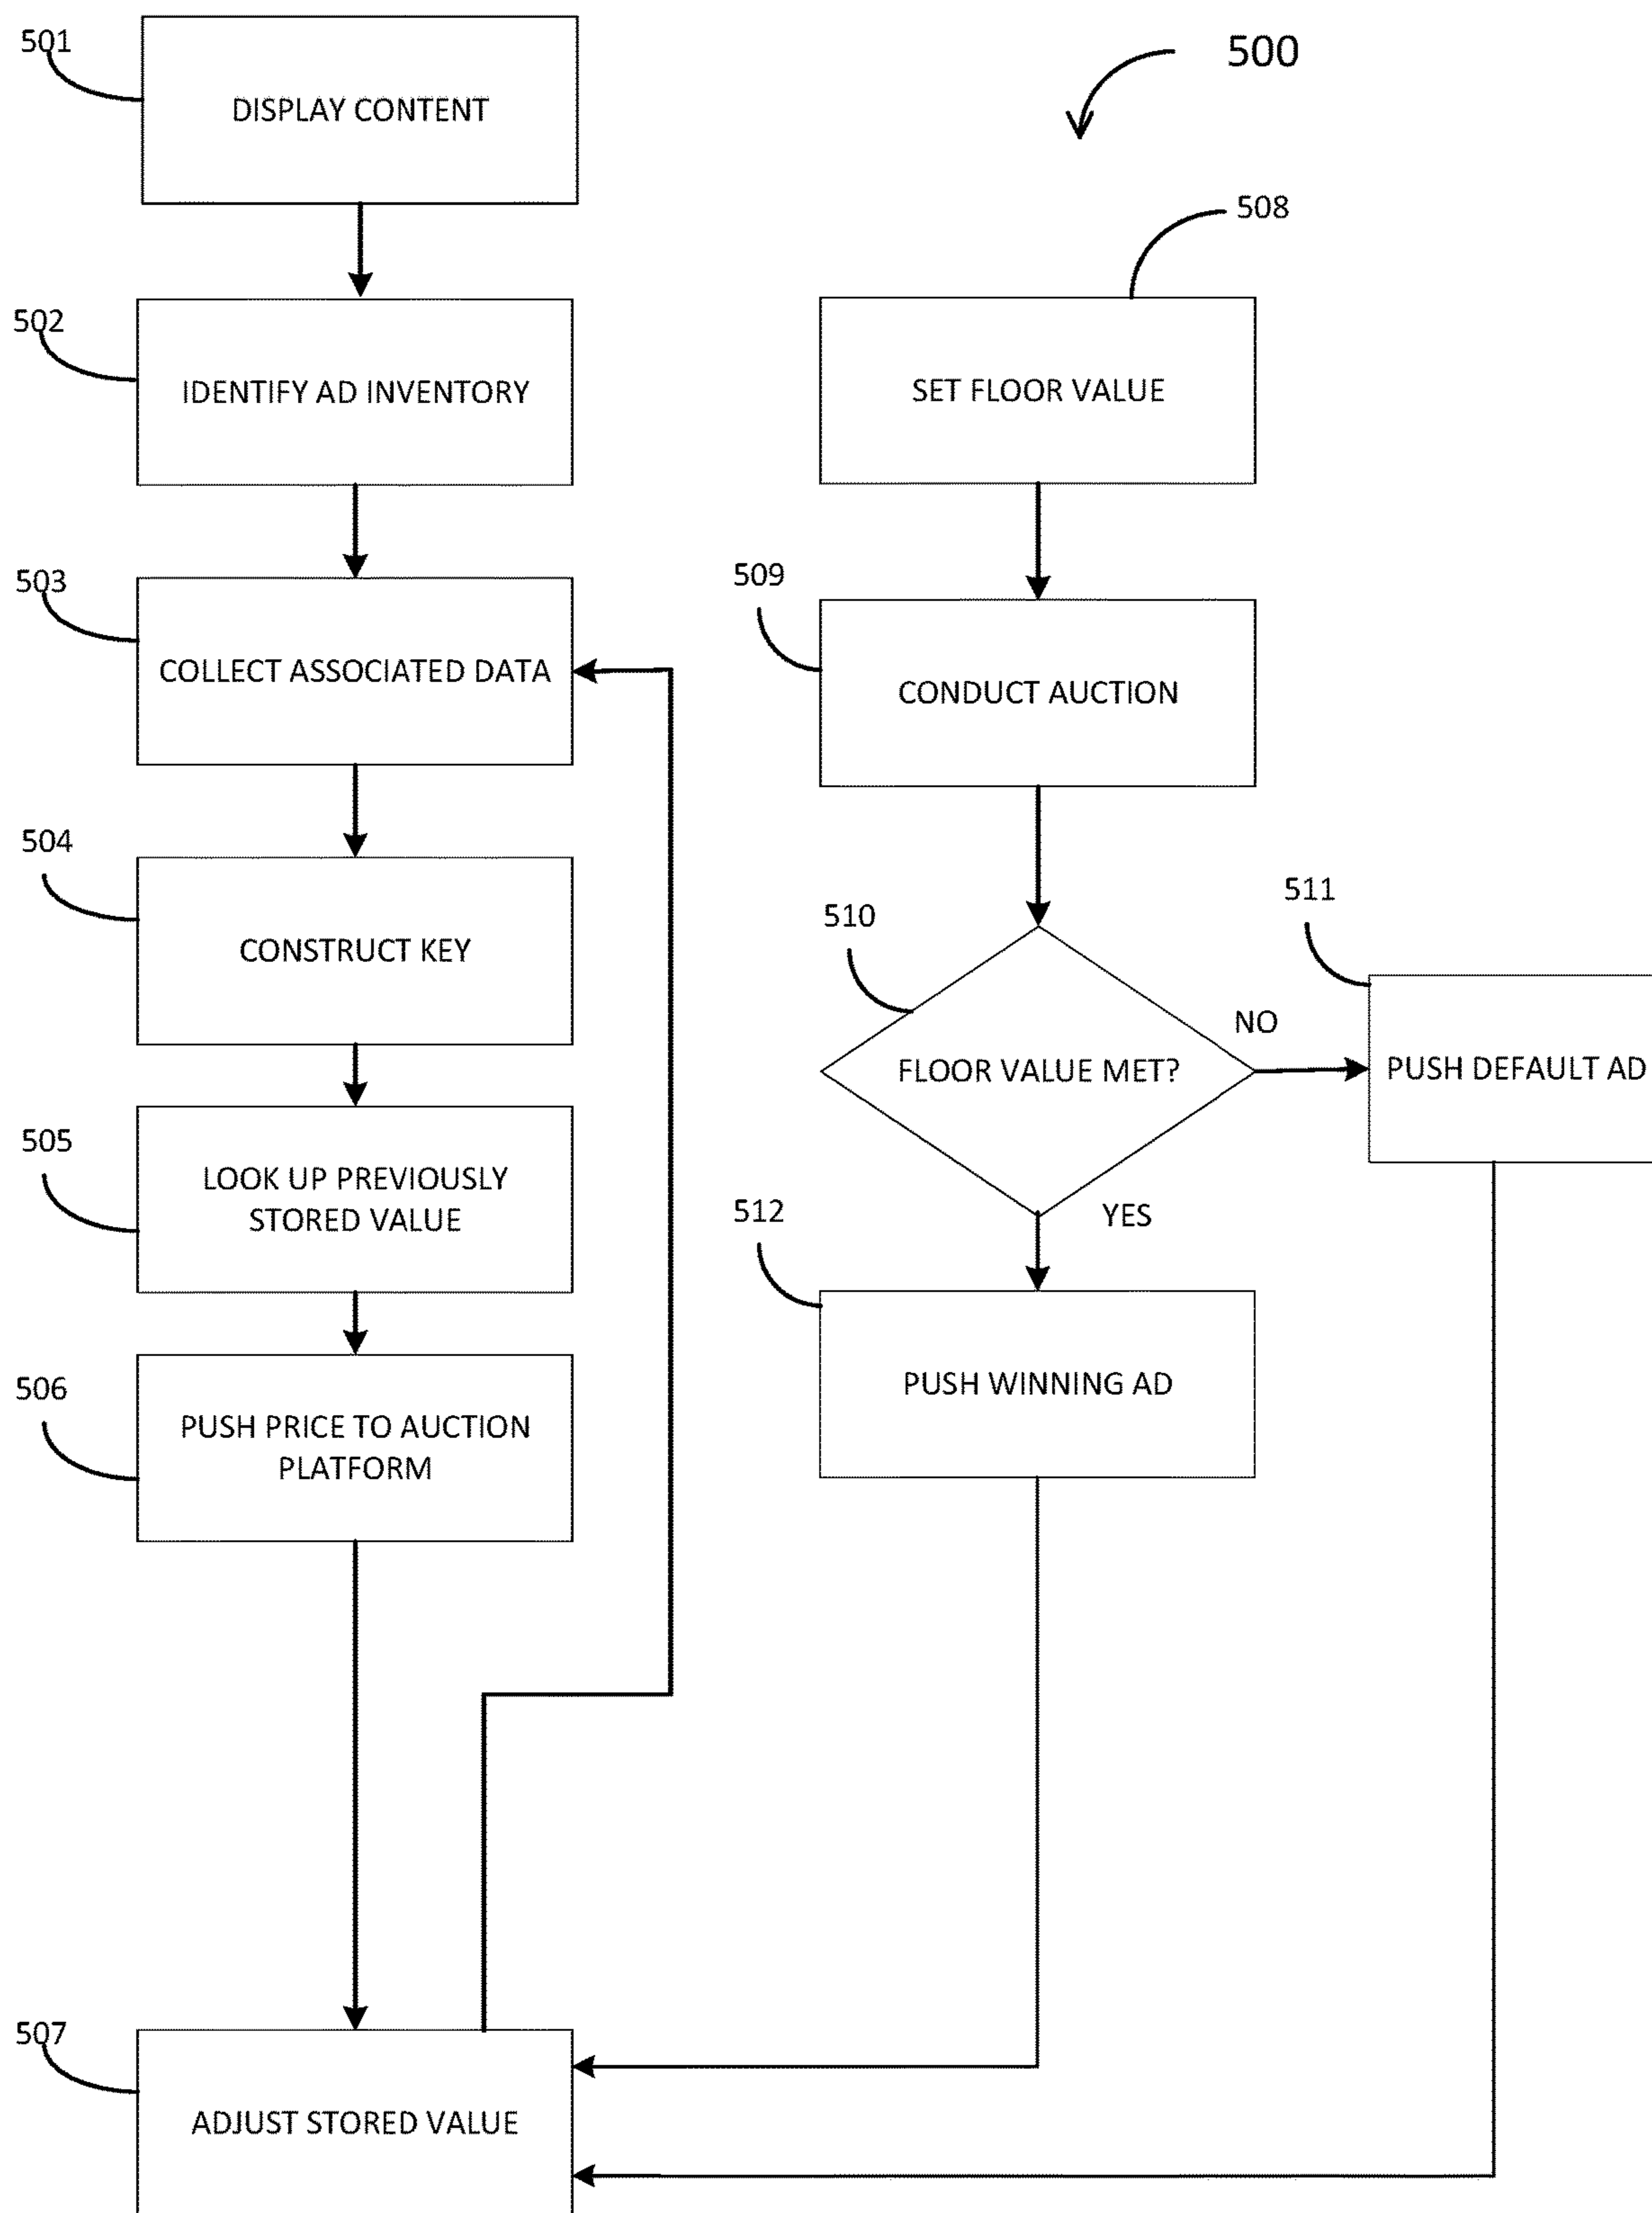 501
DISPLAY CONTENT
500
508
502
IDENTIFY AD INVENTORY
SET FLOOR VALUE
503
COLLECT ASSOCIATED DATA
509
CONDUCT AUCTION
504
CONSTRUCT KEY
510
FLOOR VALUE MET?
NO
511
PUSH DEFAULT AD
505
LOOK UP PREVIOUSLY
STORED VALUE
YES
512
PUSH WINNING AD
506
PUSH PRICE TO AUCTION
PLATFORM
507
ADJUST STORED VALUE